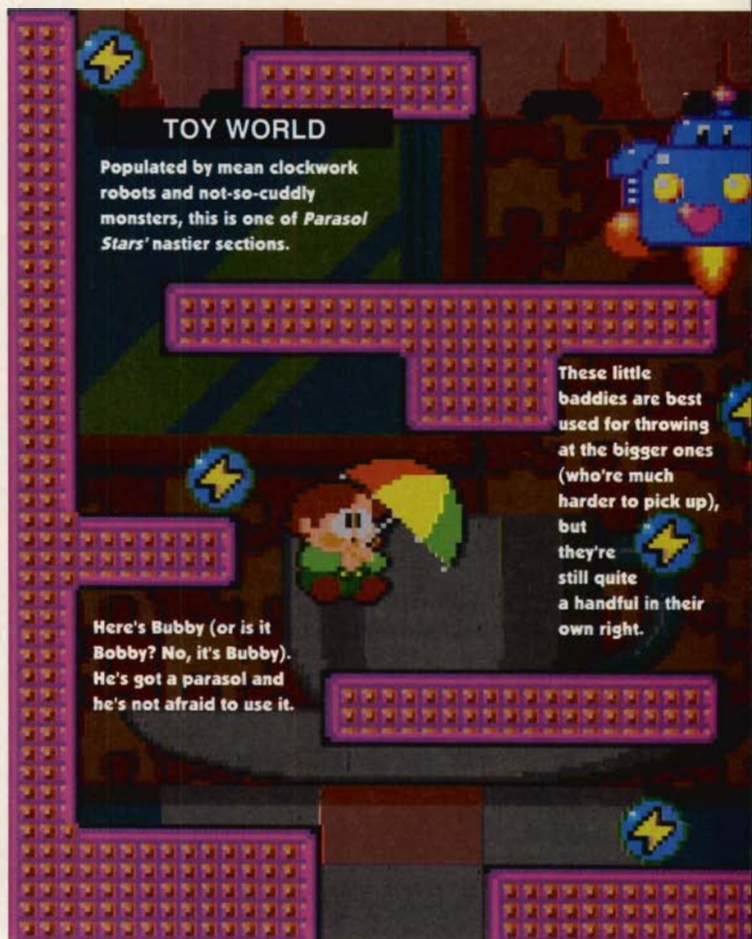 TOY WORLD
Populated by mean clockwork
robots and not-so-cuddly
monsters, this is one of Parasol
Stars' nastier sections.
These little
baddies are best
used for throwing
at the bigger ones
(who're much
harder to pick up),
but
they're
still quite
a handful in their
own right.
Here's Bubby (or is it
Bobby? No, it's Bubby).
He's got a parasol and
he's not afraid to use it.